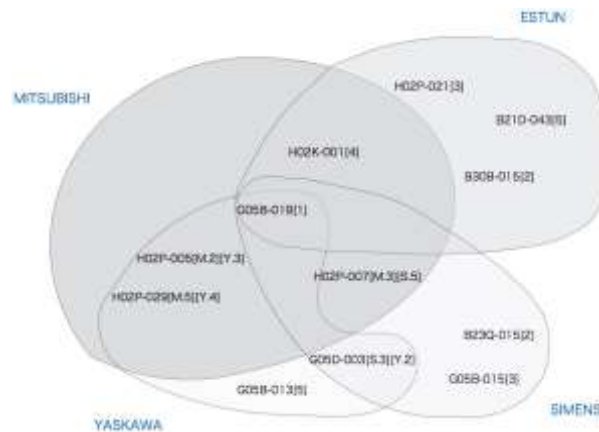 ESTUN
H02P-021[3]
MITSUBISHI
B21D-043[5]
H02K-001[4]
B30B-015[2]
G05B-019[1]
H02P-005[M.2][Y.3]
H02P-007[M.3][S.5]
H02P-029[M.5][Y.4]
B23Q-015[2]
G05D-003[S.3][Y.2]
G05B-015[3]
G05B-013[5]
SIMENS
YASKAWA